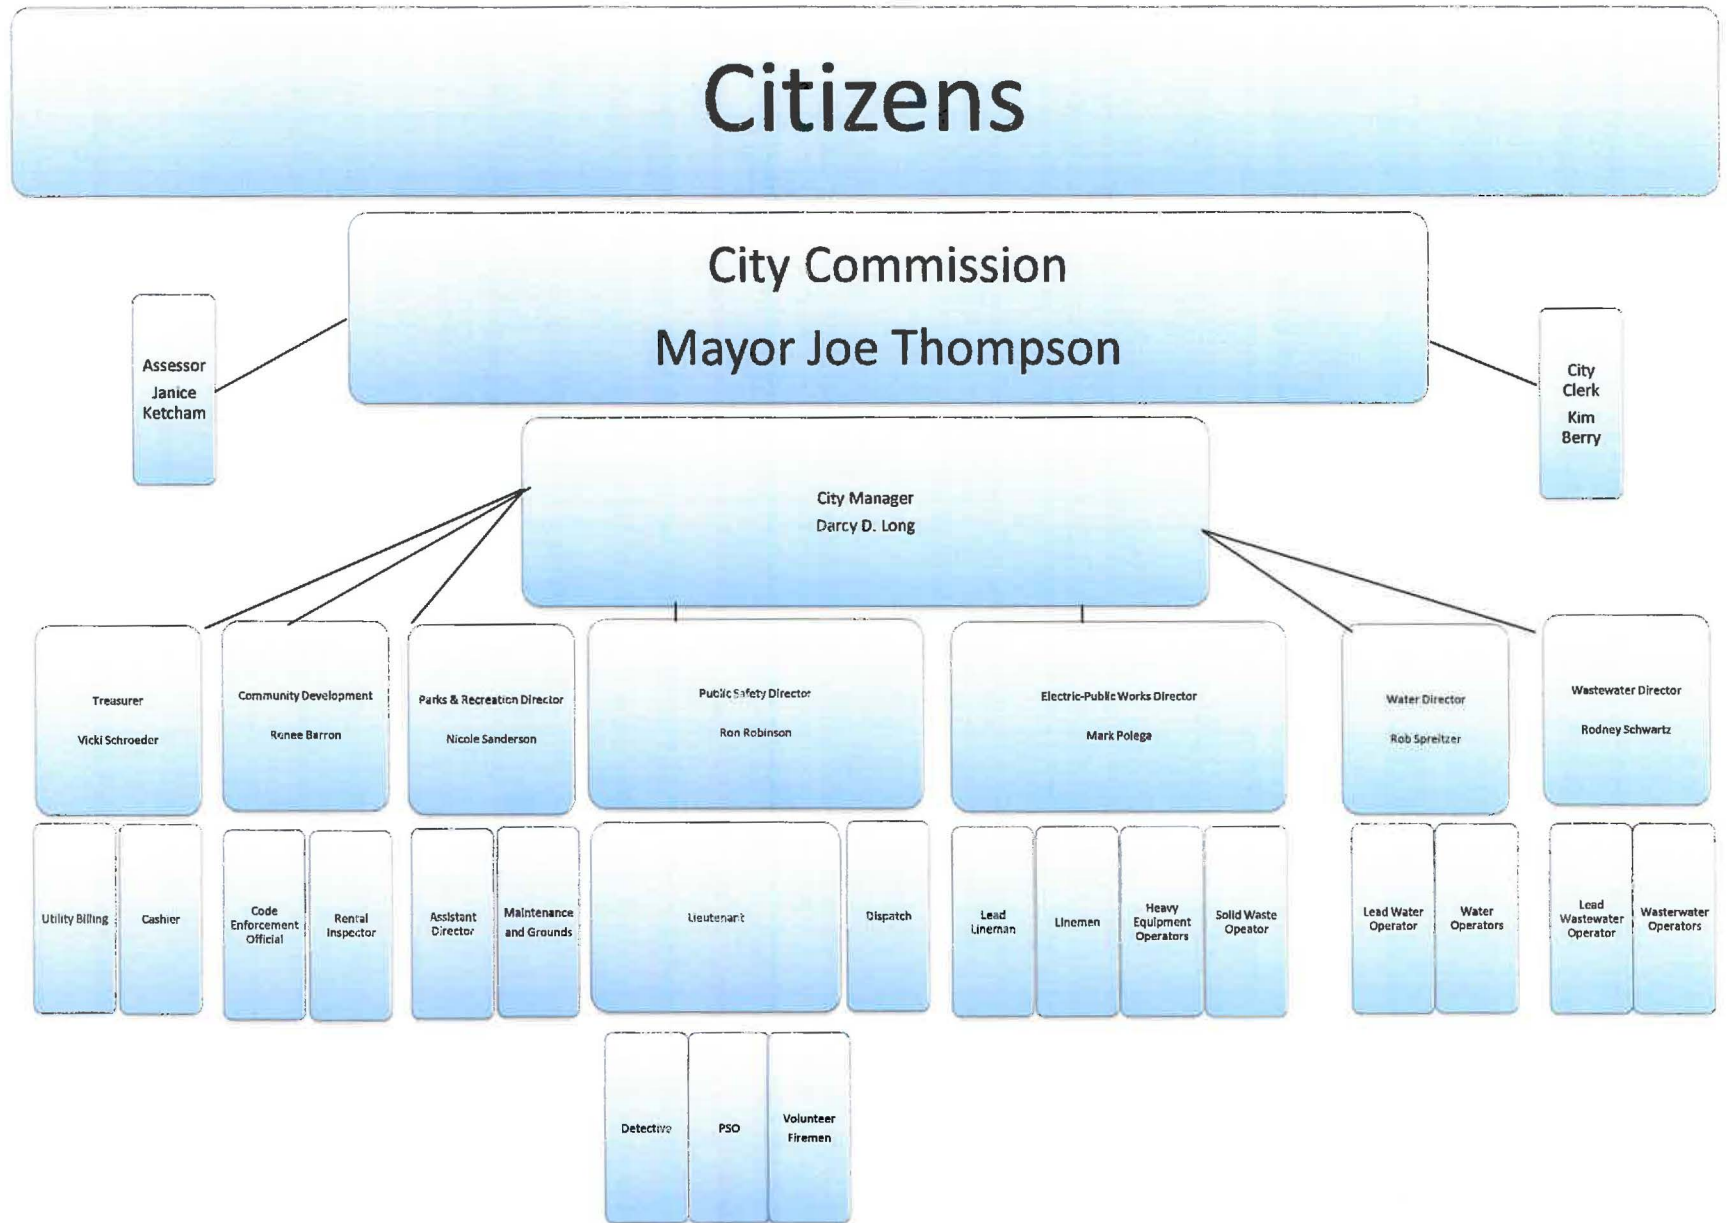 Citizens
City Commission
Mayor Joe Thompson
Assessor
Janice
Ketcham
City
Clerk
Kim
Berry
City Manager
Darcy D. Long
Treasurer
Vicki Schroeder
Community Development
Renee Barron
Parks & Recreation Director
Nicole Sanderson
Public Safety Director
Ron Robinson
Electric-Public Works Director
Mark Polega
Water Director
Rob Spreitzer
Wastewater Director
Rodney Schwartz
Utility Billing
Cashier
Code
Enforcement
Official
Rental
Inspector
Assistant
Director
Maintenance
and Grounds
Lieutenant
Dispatch
Lead
Lineman
Linemen
Heavy
Equipment
Operators
Solid Waste
Opeator
Lead Water
Operator
Water
Operators
Lead
Wastewater
Operator
Wasterwater
Operators
Detective
PSO
Volunteer
Firemen